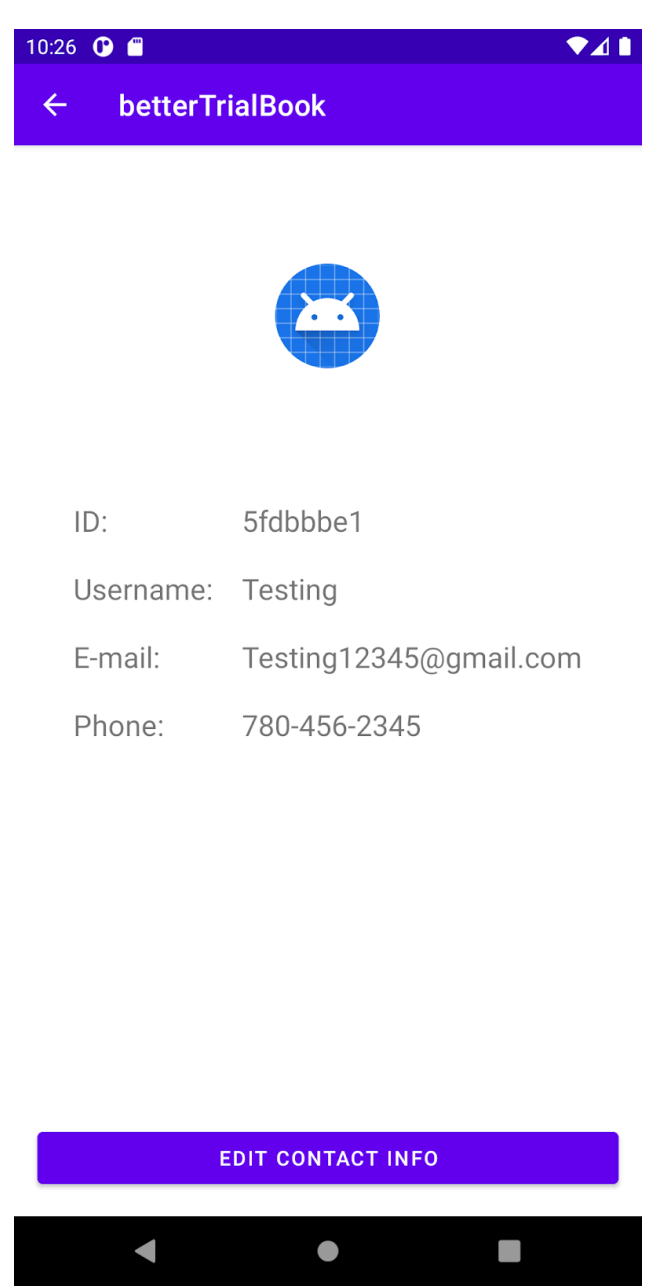 10:26
betterTrialBook
ID: 5fdbbbe1
Username: Testing
E-mail: Testing12345@gmail.com
Phone: 780-456-2345
EDIT CONTACT INFO